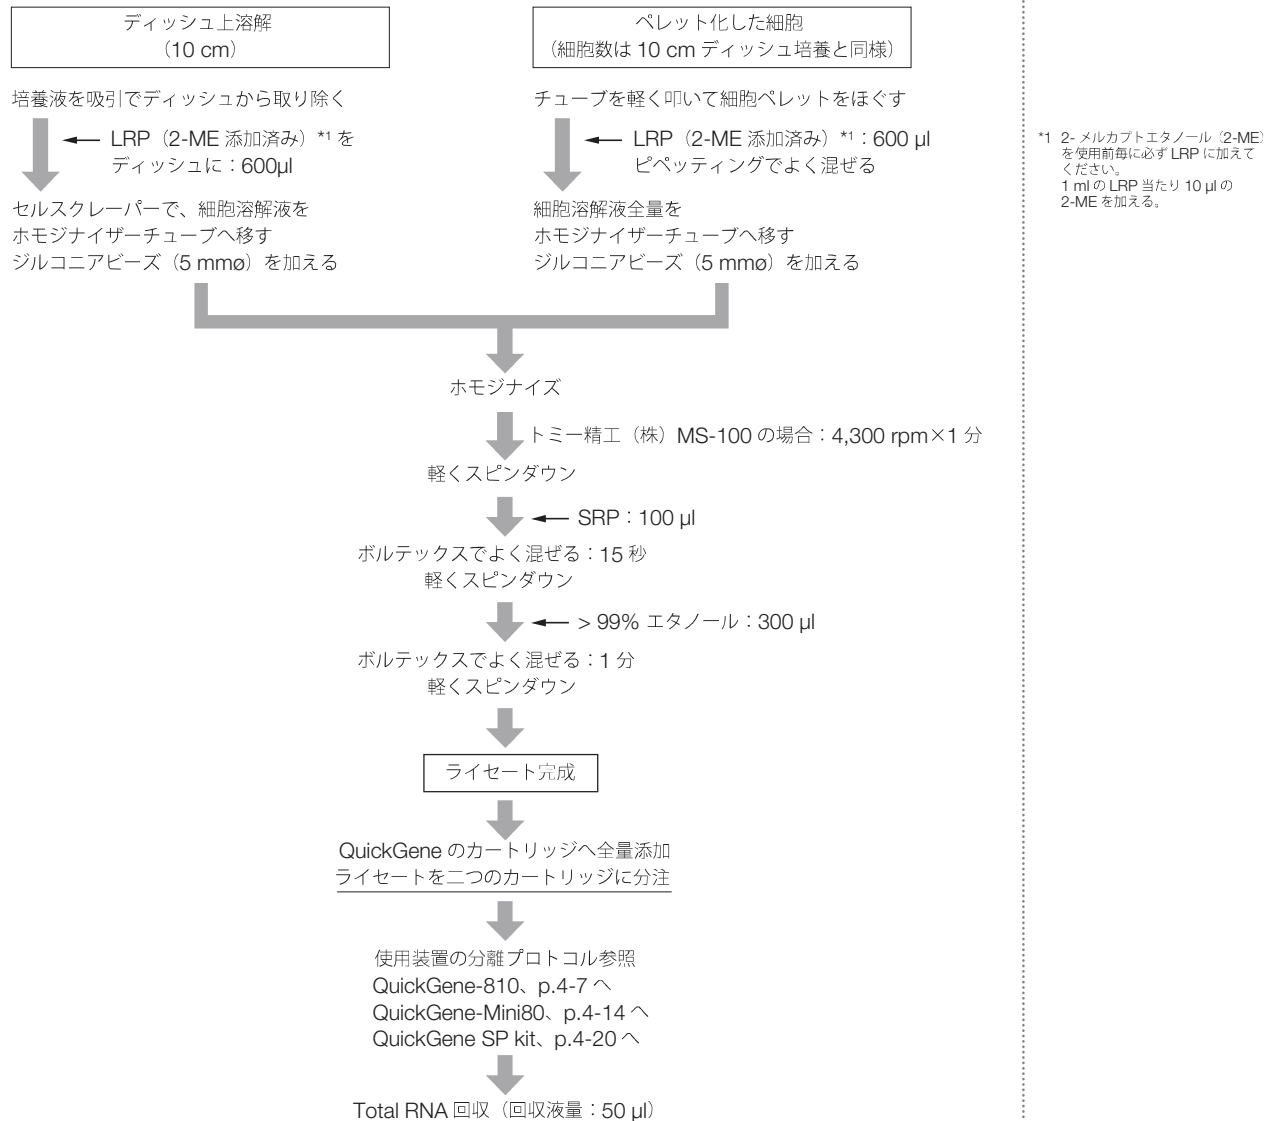 ディッシュ上溶解
（10 cm）
培養液を吸引でディッシュから取り除く
LRP（2-ME 添加済み）*1 を
ディッシュに：600µl
セルスクレーパーで、細胞溶解液を
ホモジナイザーチューブへ移す
ジルコニアビーズ（5 mmø）を加える
ペレット化した細胞
（細胞数は 10 cm ディッシュ培養と同様）
チューブを軽く叩いて細胞ペレットをほぐす
LRP（2-ME 添加済み）*1：600 µl
ピペッティングでよく混ぜる
細胞溶解液全量を
ホモジナイザーチューブへ移す
ジルコニアビーズ（5 mmø）を加える
*1 2- メルカプトエタノール（2-ME）
を使用前毎に必ず LRP に加えて
ください。
1 ml の LRP 当たり 10 µl の
2-ME を加える。
ホモジナイズ
トミー精工（株）MS-100 の場合：4,300 rpm×1 分
軽くスピンダウン
SRP：100 µl
ボルテックスでよく混ぜる：15 秒
軽くスピンダウン
> 99% エタノール：300 µl
ボルテックスでよく混ぜる：1 分
軽くスピンダウン
ライセート完成
QuickGene のカートリッジへ全量添加
ライセートを二つのカートリッジに分注
使用装置の分離プロトコル参照
QuickGene-810、p.4-7 へ
QuickGene-Mini80、p.4-14 へ
QuickGene SP kit、p.4-20 へ
Total RNA 回収（回収液量：50 µl）